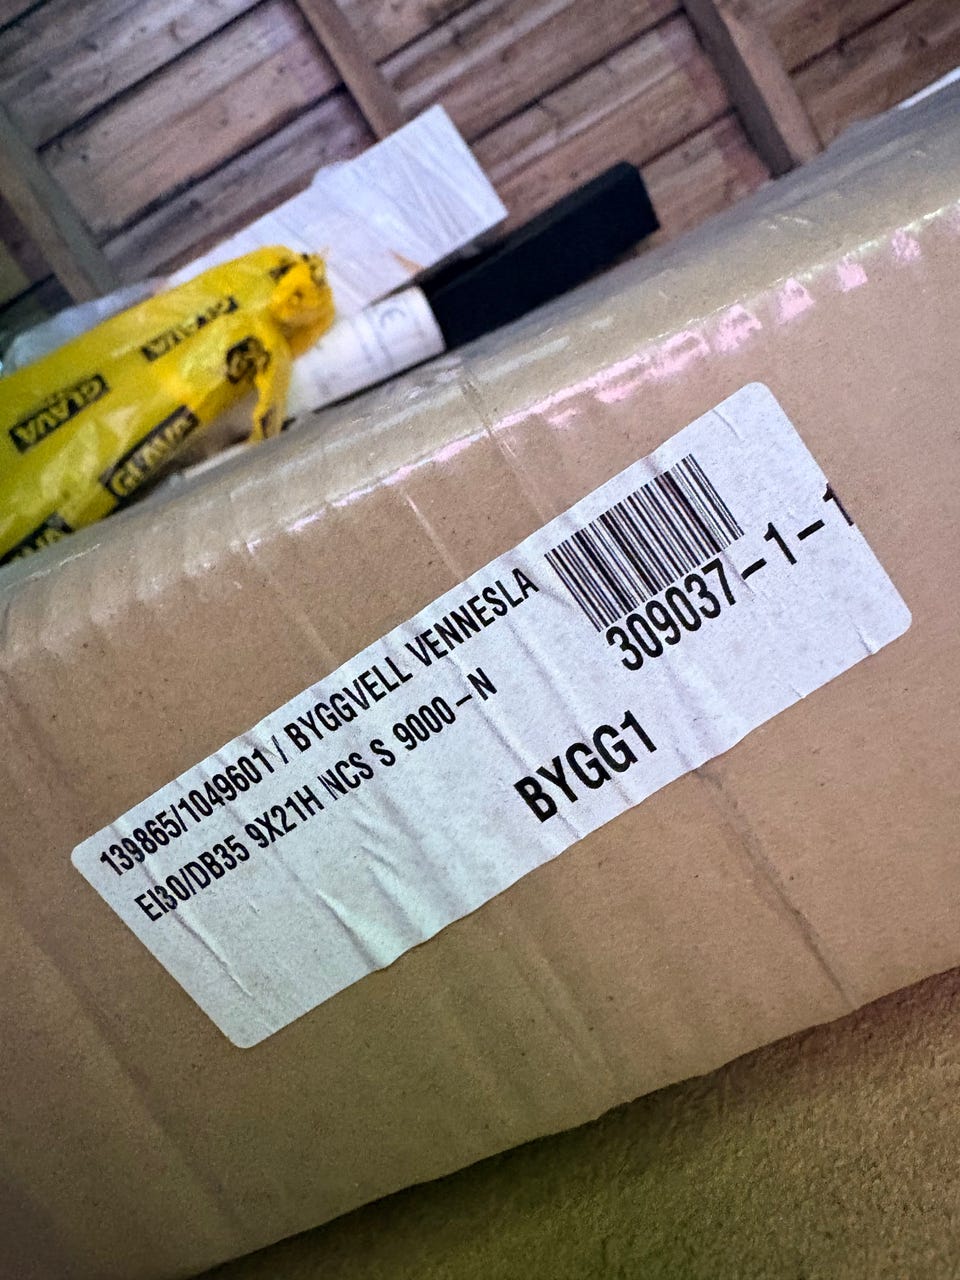 GLAVA
GLAVA
GLAVA
139865/1049601 / BYGGVELL VENNESLA
EI30/DB35 9X21H NCS S 9000-N
309037-1-1
BYGG1